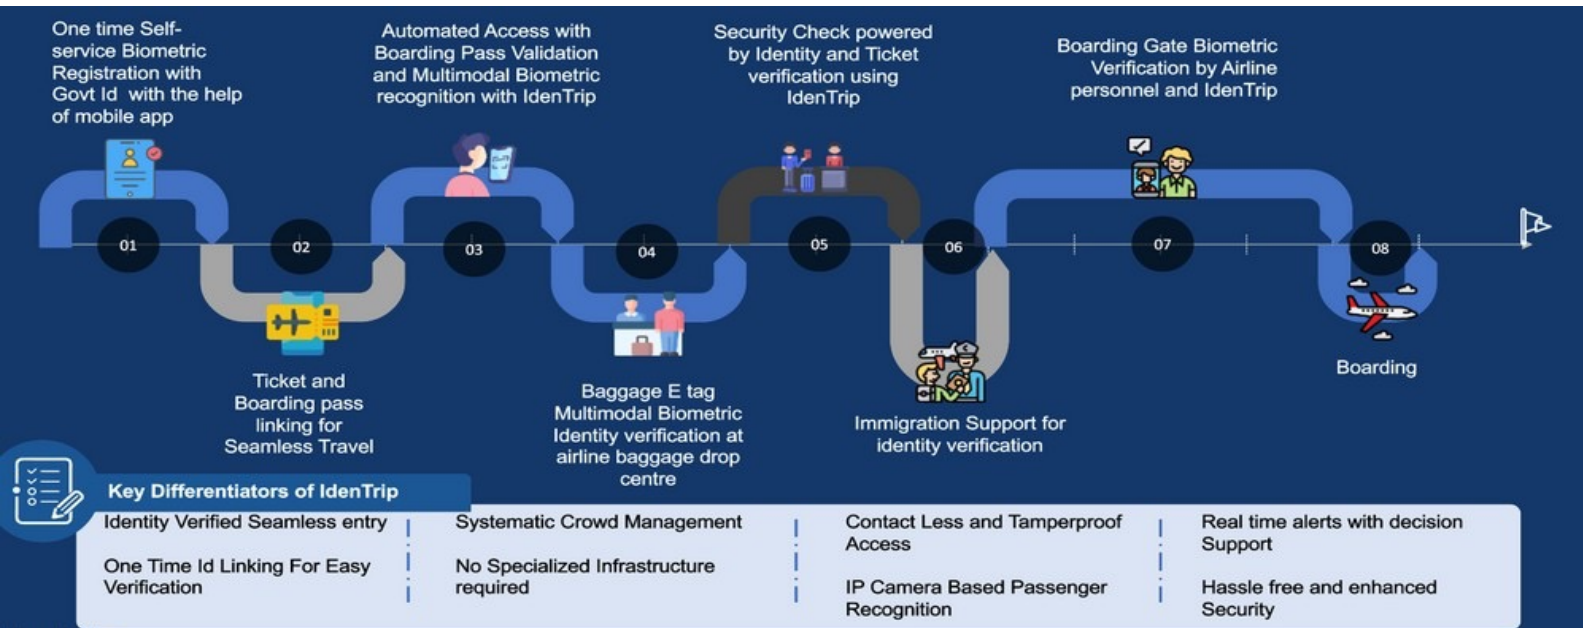 One time Self-
service Biometric
Registration with
Govt Id with the help
of mobile app
Automated Access with
Boarding Pass Validation
and Multimodal Biometric
recognition with IdenTrip
Security Check powered
by Identity and Ticket
verification using
IdenTrip
Boarding Gate Biometric
Verification by Airline
personnel and IdenTrip
01
02
03
04
05
06
07
08
Ticket and
Boarding pass
linking for
Seamless Travel
Baggage E tag
Multimodal Biometric
Identity verification at
airline baggage drop
centre
Immigration Support for
identity verification
Boarding
Key Differentiators of IdenTrip
Identity Verified Seamless entry
One Time Id Linking For Easy
Verification
Systematic Crowd Management
No Specialized Infrastructure
required
Contact Less and Tamperproof
Access
IP Camera Based Passenger
Recognition
Real time alerts with decision
Support
Hassle free and enhanced
Security